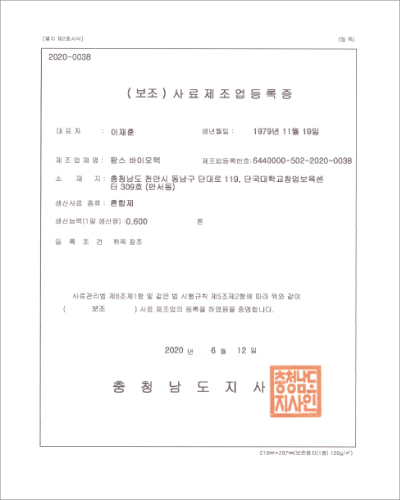 [별지 제2호서식]
(앞 쪽)
2020-0038
( 보조 ) 사 료 제 조 업 등 록 증
대 표 자 : 이재훈 생년월일 : 1979년 11월 19일
제 조 업 체 명 : 팜스 바이오텍 제조업등록번호: 6440000-502-2020-0038
소 재 지 : 충청남도 천안시 동남구 단대로 119, 단국대학교창업보육센
터 309호 (안서동)
생산사료 종류 : 혼합제
생산능력(1일 생산량) : 0.600 톤
등 록 조 건 뒤쪽 참조
사료관리법 제8조제1항 및 같은 법 시행규칙 제5조제2항에 따라 위와 같이
( 보조 ) 사료 제조업의 등록을 하였음을 증명합니다.
2020 년 6 월 12 일
충 청 남 도 지 사
충청남도
지사인
210㎜×297㎜(보존용지(1종) 120g/㎡)